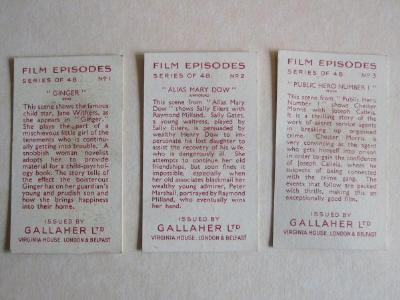 FILM EPISODES
SERIES OF 48. Nº1
"GINGER"
This scene shows the famous
child star, Jane Withers, as
she appears in "Ginger."
She plays the part of a
mischievous little girl of the
tenements who is continually
getting into trouble. A
snobbish woman novelist
adopts her to provide
material for a child-psychol-
ogy book. The story tells of
the effect the boisterous
Ginger has on her guardian's
young and prudish son and
how she brings happiness
into their home.
ISSUED BY
GALLAHER LTD
VIRGINIA HOUSE, LONDON & BELFAST
FILM EPISODES
SERIES OF 48. Nº2
"ALIAS MARY DOW"
This scene from "Alias Mary
Dow" shows Sally Eilers with
Raymond Milland. Sally Gates,
a young waitress, played by
Sally Eilers, is persuaded by
wealthy Henry Dow to im-
personate his lost daughter to
assist the recovery of his wife,
who is dangerously ill. She
attempts to continue her old
friendships, but soon finds it
impossible, especially when
her old associates blackmail her
wealthy young admirer, Peter
Marshall, portrayed by Raymond
Milland, who eventually wins
her hand.
ISSUED BY
GALLAHER LTD
VIRGINIA HOUSE, LONDON & BELFAST
FILM EPISODES
SERIES OF 48. Nº3
"PUBLIC HERO NUMBER 1"
This scene from "Public Hero
Number 1" shows Chester
Morris with Joseph Calleia.
It is a thrilling story of the
work of secret service agents
in breaking up organised
crime. Chester Morris is
very convincing as the agent
who gets himself into prison
in order to gain the confidence
of Joseph Calleia, whom he
suspects of being connected
with the crime gang. The
events that follow are packed
with thrills, making this an
exceptionally good film.
ISSUED BY
GALLAHER LTD
VIRGINIA HOUSE, LONDON & BELFAST